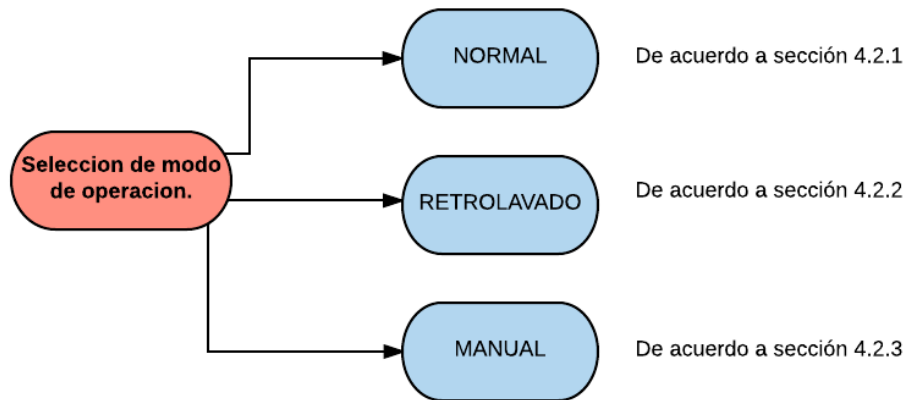 NORMAL
De acuerdo a sección 4.2.1
Seleccion de modo
de operacion.
RETROLAVADO
De acuerdo a sección 4.2.2
MANUAL
De acuerdo a sección 4.2.3